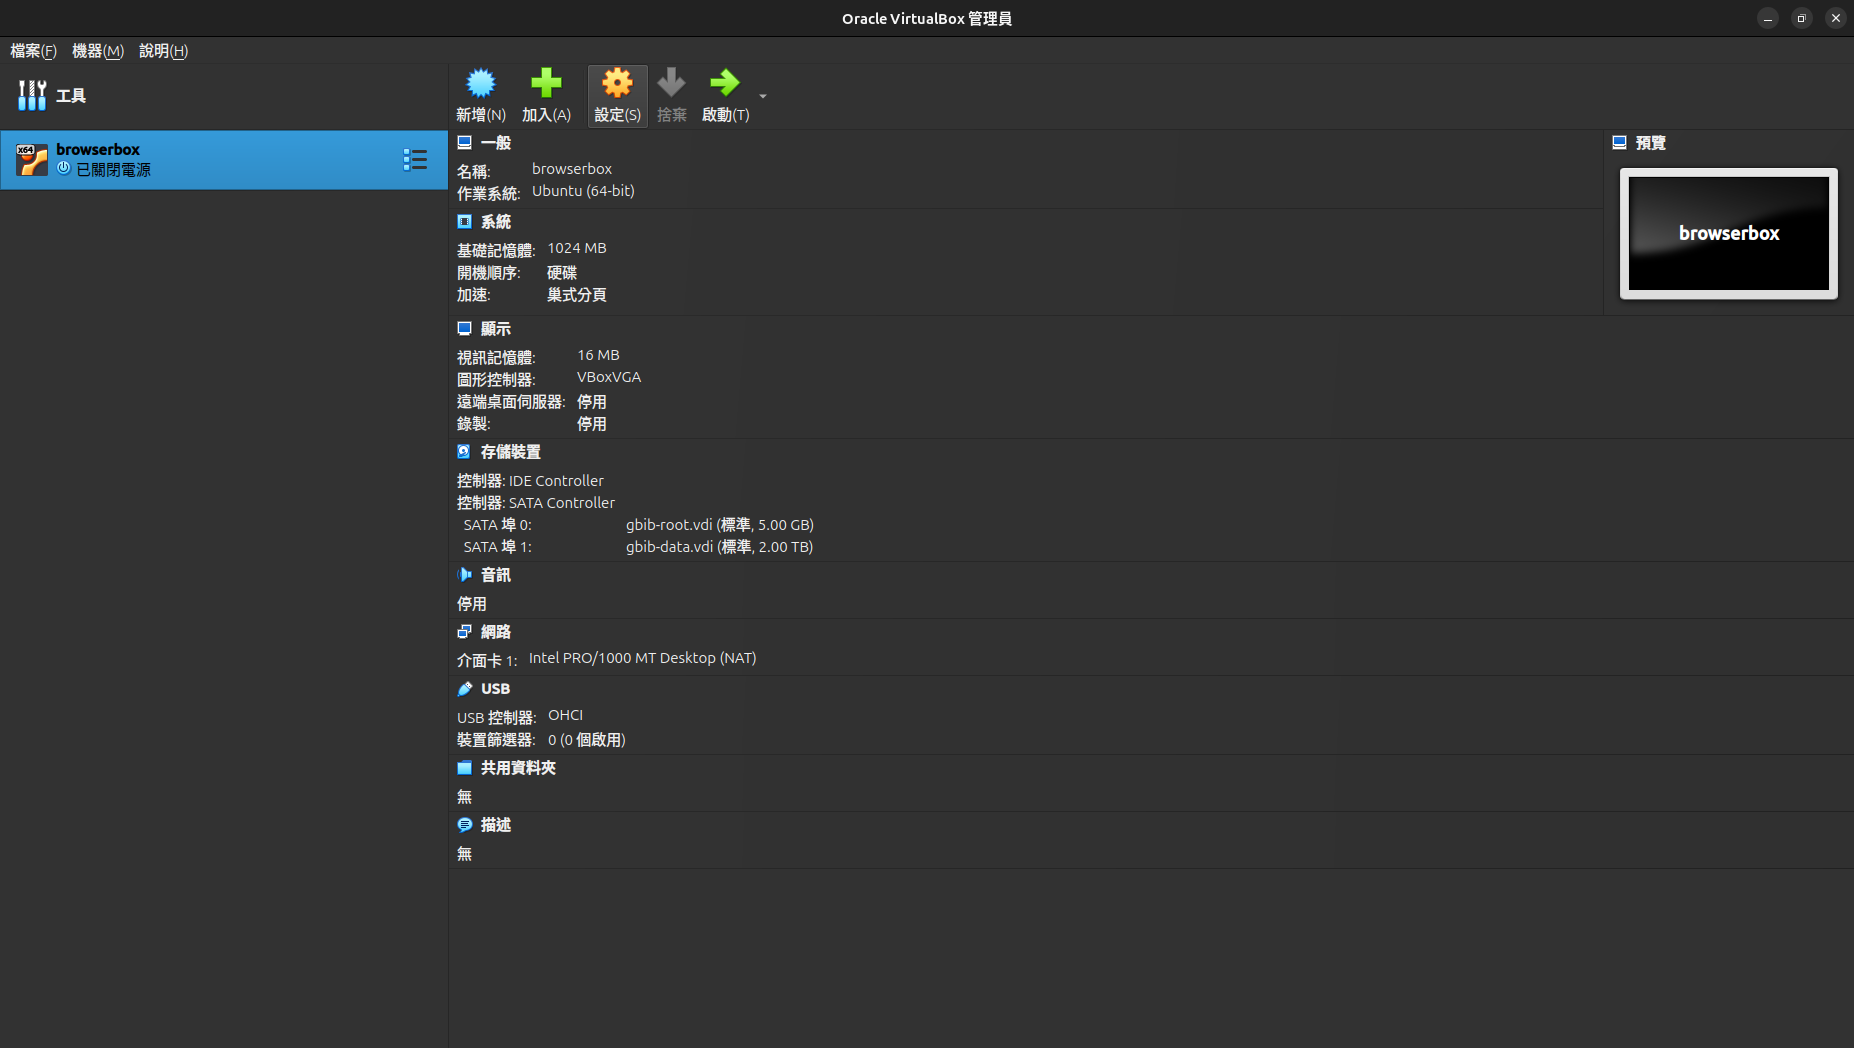 Oracle VirtualBox 管理員
檔案(F) 機器(M) 說明(H)
工具
新增(N) 加入(A) 設定(S) 捨棄 啟動(T)
x64
browserbox
已關閉電源
一般
名稱: browserbox
作業系統: Ubuntu (64-bit)
系統
基礎記憶體: 1024 MB
開機順序: 硬碟
加速: 巢式分頁
預覽
browserbox
顯示
視訊記憶體: 16 MB
圖形控制器: VBoxVGA
遠端桌面伺服器: 停用
錄製: 停用
存儲裝置
控制器: IDE Controller
控制器: SATA Controller
SATA 埠 0: gbib-root.vdi (標準, 5.00 GB)
SATA 埠 1: gbib-data.vdi (標準, 2.00 TB)
音訊
停用
網路
介面卡 1: Intel PRO/1000 MT Desktop (NAT)
USB
USB 控制器: OHCI
裝置篩選器: 0 (0 個啟用)
共用資料夾
無
描述
無